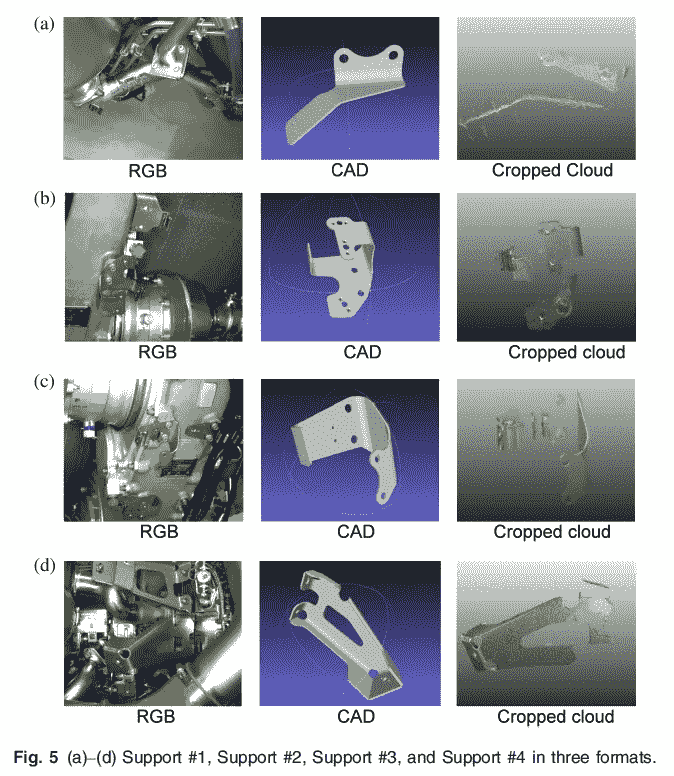 (a)
RGB CAD Cropped Cloud
(b)
RGB CAD Cropped cloud
(c)
RGB CAD Cropped cloud
(d)
RGB CAD Cropped cloud
Fig. 5 (a)–(d) Support #1, Support #2, Support #3, and Support #4 in three formats.